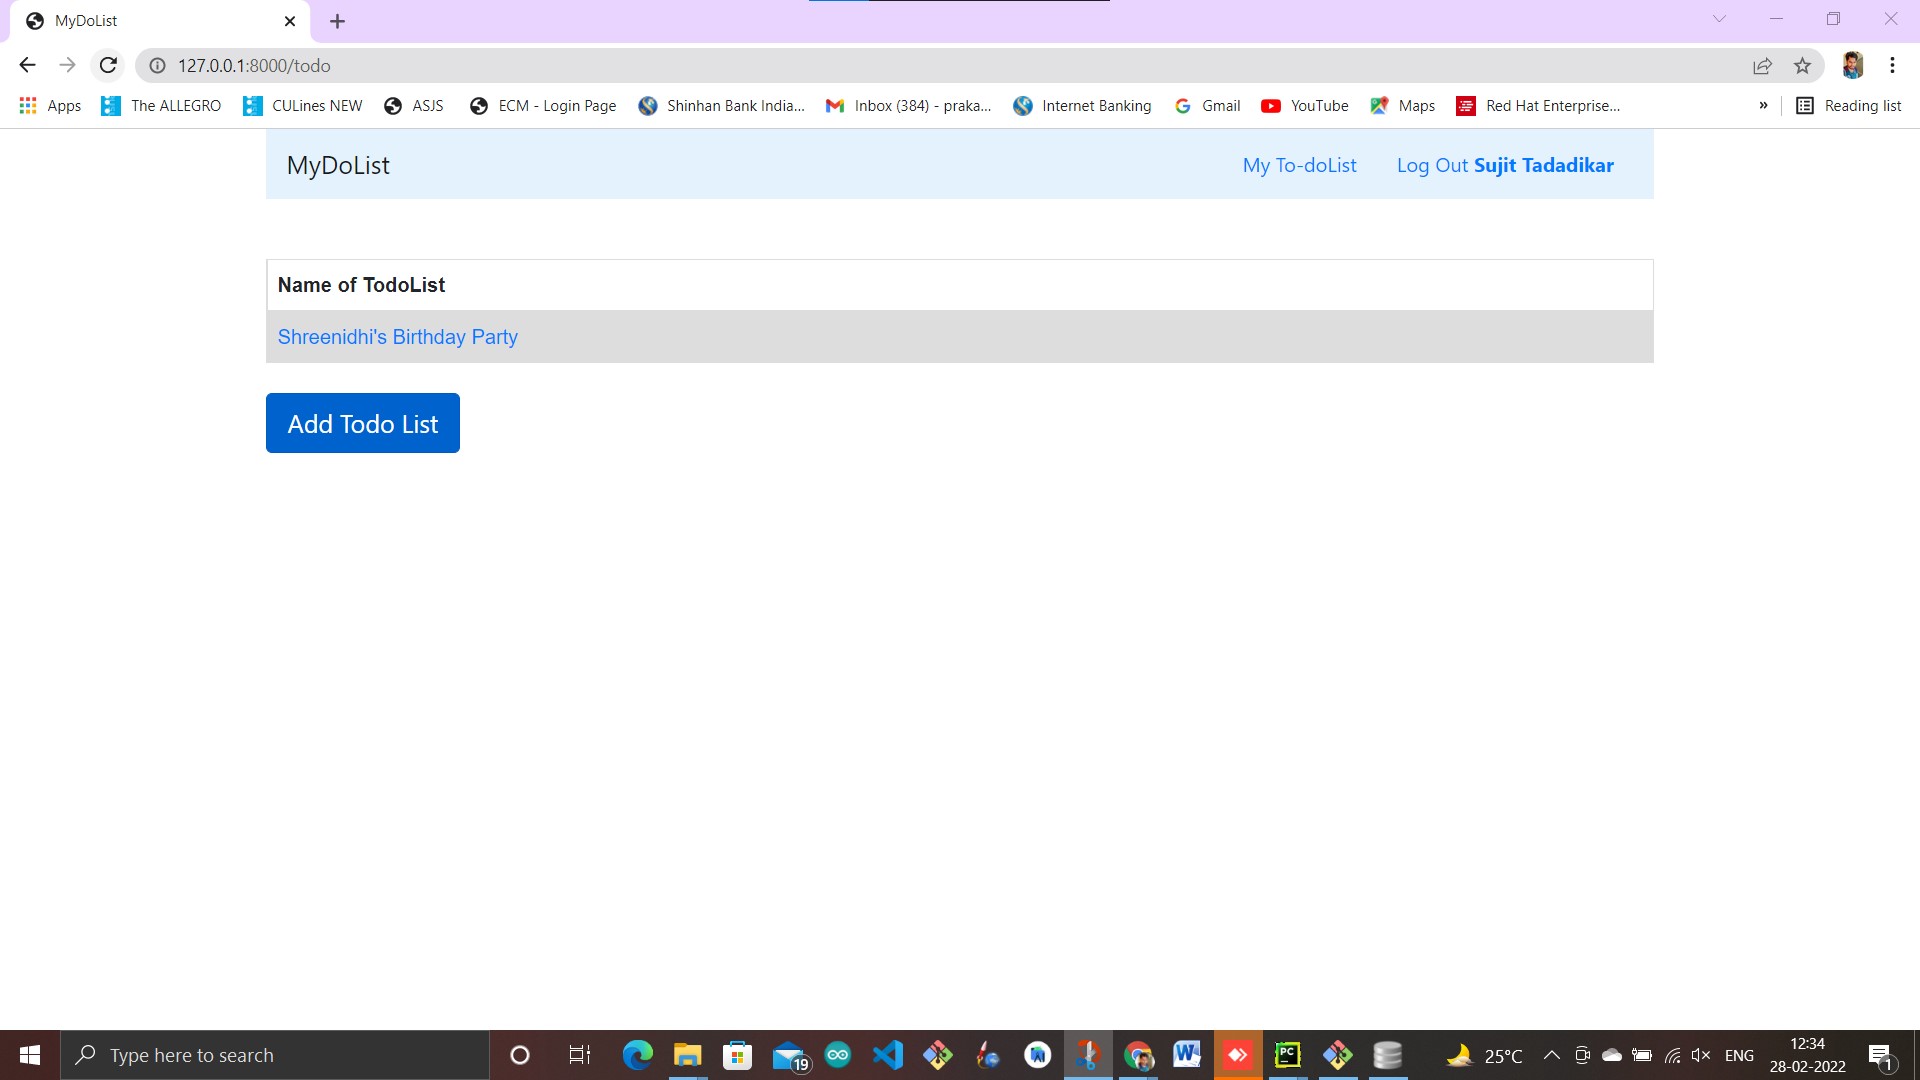 MyDoList
127.0.0.1:8000/todo
Apps The ALLEGRO CULines NEW ASJS ECM - Login Page Shinhan Bank India... Inbox (384) - praka... Internet Banking Gmail YouTube Maps Red Hat Enterprise... » Reading list
MyDoList My To-doList Log Out Sujit Tadadikar
Name of TodoList
Shreenidhi's Birthday Party
Add Todo List
Type here to search 19 PC 25°C ENG 12:34 1
28-02-2022